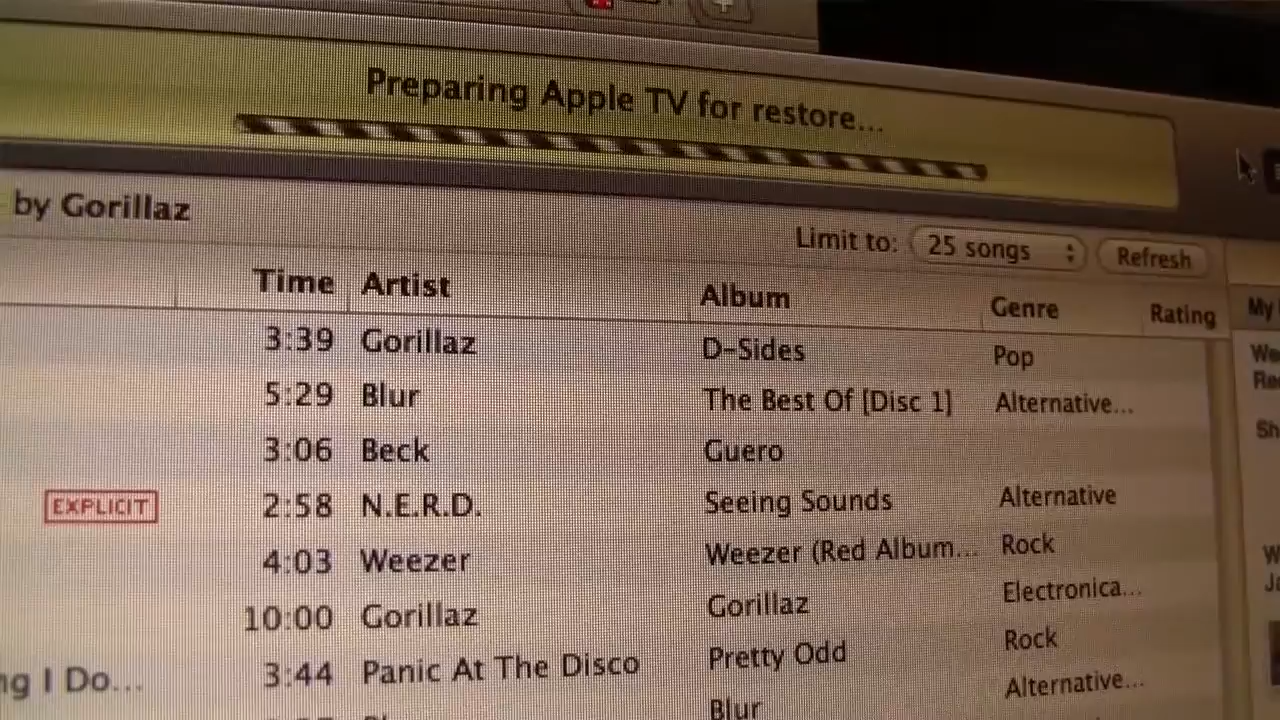 Preparing Apple TV for restore...
by Gorillaz
Limit to: 25 songs Refresh
Time Artist Album Genre Rating My
3:39 Gorillaz D-Sides Pop
5:29 Blur The Best Of [Disc 1] Alternative...
3:06 Beck Guero
EXPLICIT 2:58 N.E.R.D. Seeing Sounds Alternative
4:03 Weezer Weezer (Red Album... Rock
10:00 Gorillaz Gorillaz Electronica...
ng I Do... 3:44 Panic At The Disco Pretty Odd Rock
Blur Alternative...